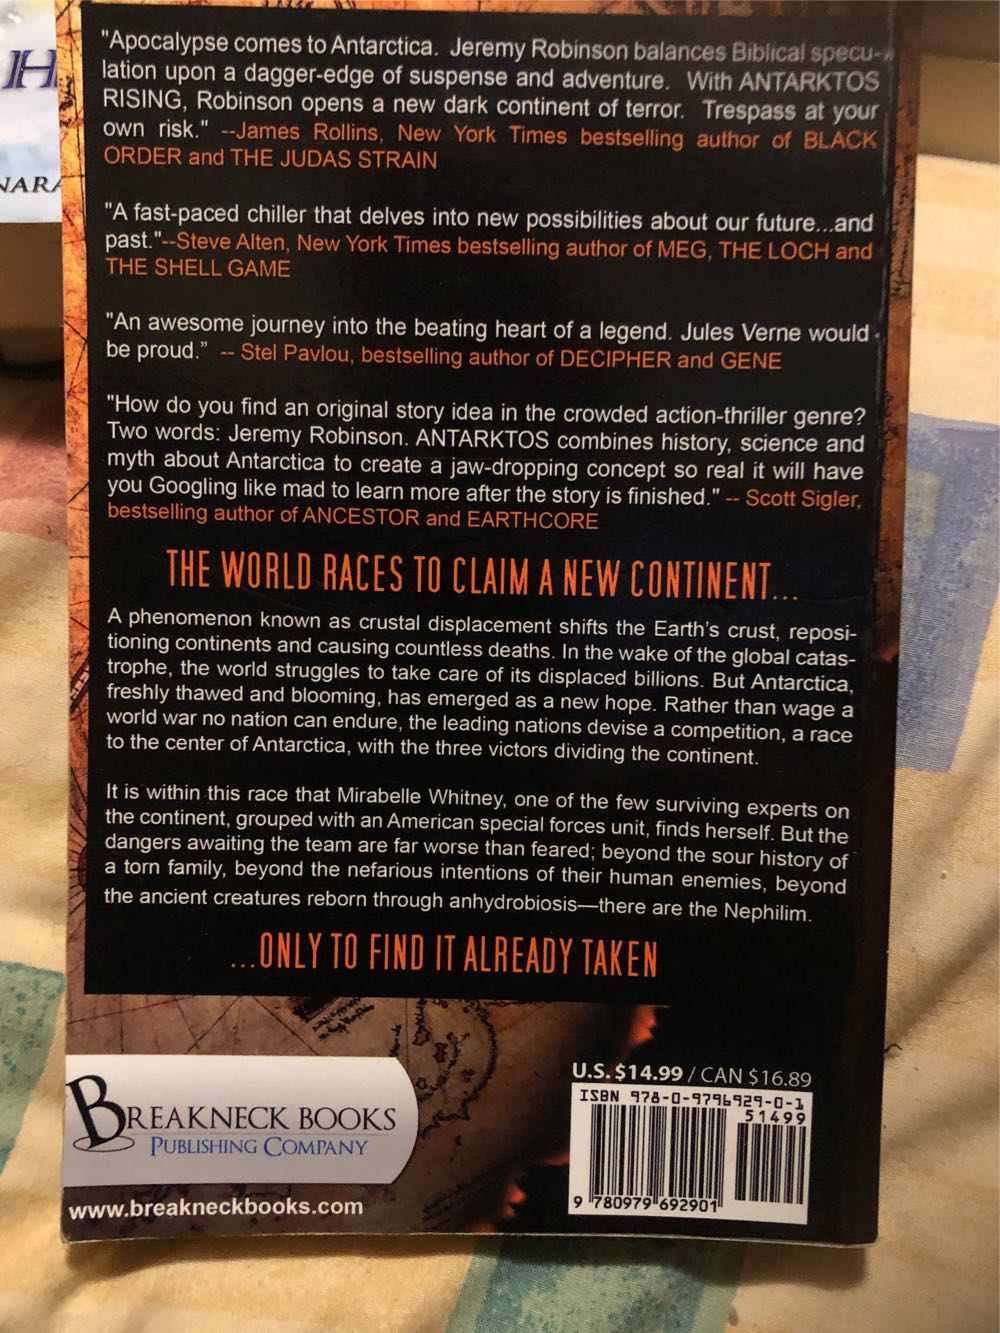 H
NAR
"Apocalypse comes to Antarctica. Jeremy Robinson balances Biblical specu-
lation upon a dagger-edge of suspense and adventure. With ANTARKTOS
RISING, Robinson opens a new dark continent of terror. Trespass at your
own risk." --James Rollins, New York Times bestselling author of BLACK
ORDER and THE JUDAS STRAIN
"A fast-paced chiller that delves into new possibilities about our future...and
past."--Steve Alten, New York Times bestselling author of MEG, THE LOCH and
THE SHELL GAME
"An awesome journey into the beating heart of a legend. Jules Verne would
be proud." -- Stel Pavlou, bestselling author of DECIPHER and GENE
"How do you find an original story idea in the crowded action-thriller genre?
Two words: Jeremy Robinson. ANTARKTOS combines history, science and
myth about Antarctica to create a jaw-dropping concept so real it will have
you Googling like mad to learn more after the story is finished." -- Scott Sigler,
bestselling author of ANCESTOR and EARTHCORE
THE WORLD RACES TO CLAIM A NEW CONTINENT...
A phenomenon known as crustal displacement shifts the Earth's crust, reposi-
tioning continents and causing countless deaths. In the wake of the global catas-
trophe, the world struggles to take care of its displaced billions. But Antarctica,
freshly thawed and blooming, has emerged as a new hope. Rather than wage a
world war no nation can endure, the leading nations devise a competition, a race
to the center of Antarctica, with the three victors dividing the continent.
It is within this race that Mirabelle Whitney, one of the few surviving experts on
the continent, grouped with an American special forces unit, finds herself. But the
dangers awaiting the team are far worse than feared; beyond the sour history of
a torn family, beyond the nefarious intentions of their human enemies, beyond
the ancient creatures reborn through anhydrobiosis—there are the Nephilim.
...ONLY TO FIND IT ALREADY TAKEN
U.S. $14.99 / CAN $16.89
ISBN 978-0-9796929-0-1
51499
9 780979 692901
BREAKNECK BOOKS
PUBLISHING COMPANY
www.breakneckbooks.com